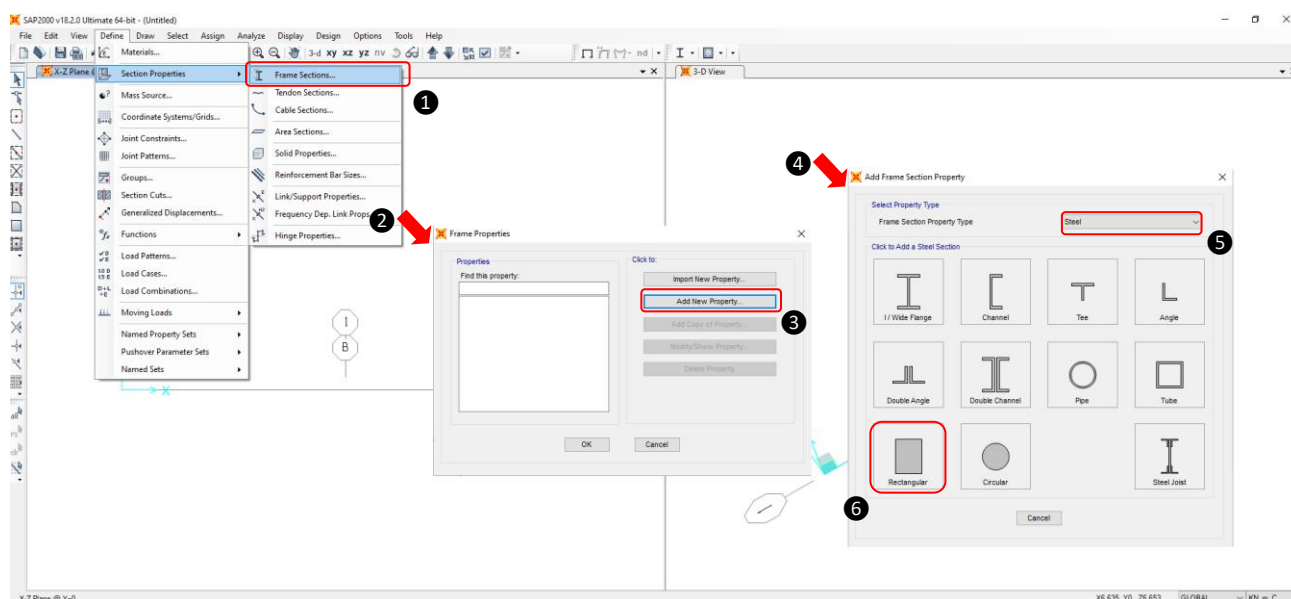 SAP2000 v18.2.0 Ultimate 64-bit - (Untitled)
File Edit View Define Draw Select Assign Analyze Display Design Options Tools Help
3-d xy xz yz nv
nd
X-Z Plane
3-D View
Materials...
Section Properties
Mass Source...
Coordinate Systems/Grids...
Joint Constraints...
Joint Patterns...
Groups...
Section Cuts...
Generalized Displacements...
Functions
Load Patterns...
Load Cases...
Load Combinations...
Moving Loads
Named Property Sets
Pushover Parameter Sets
Named Sets
Frame Sections...
Tendon Sections...
Cable Sections...
Area Sections...
Solid Properties...
Reinforcement Bar Sizes...
Link/Support Properties...
Frequency Dep. Link Props
Hinge Properties...
1
2
Frame Properties
Properties
Find this property:
Click to:
Import New Property...
Add New Property...
3
Add Copy of Property...
Modify/Show Property...
Delete Property
OK
Cancel
4
Add Frame Section Property
Select Property Type
Frame Section Property Type
Steel
5
Click to Add a Steel Section
I / Wide Flange
Channel
Tee
Angle
Double Angle
Double Channel
Pipe
Tube
Rectangular
Circular
Steel Joist
6
Cancel
1
B
X
X-Z Plane @ Y=0
X6.635 Y0. Z6.653
GLOBAL
KN, m, C